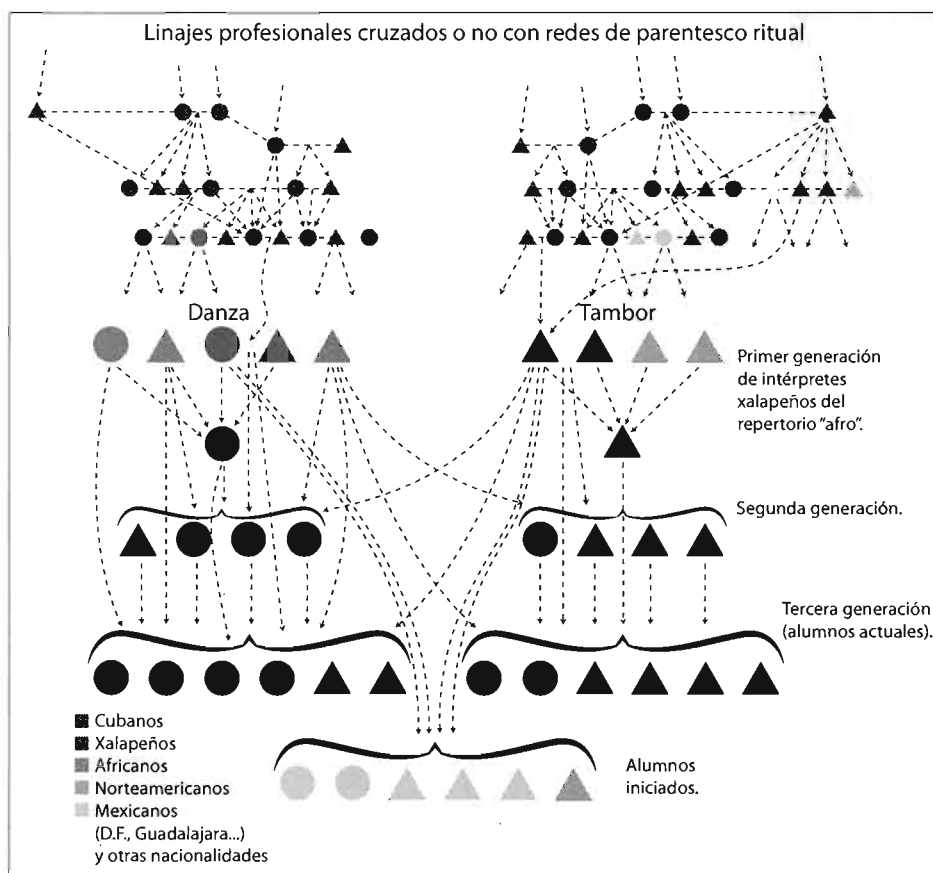 Linajes profesionales cruzados o no con redes de parentesco ritual
Danza
Tambor
Primer generación
de intérpretes
xalapeños del
repertorio "afro".
Segunda generación.
Tercera generación
(alumnos actuales).
Cubanos
Xalapeños
Africanos
Norteamericanos
Mexicanos
(D.F., Guadalajara...)
y otras nacionalidades
Alumnos
iniciados.